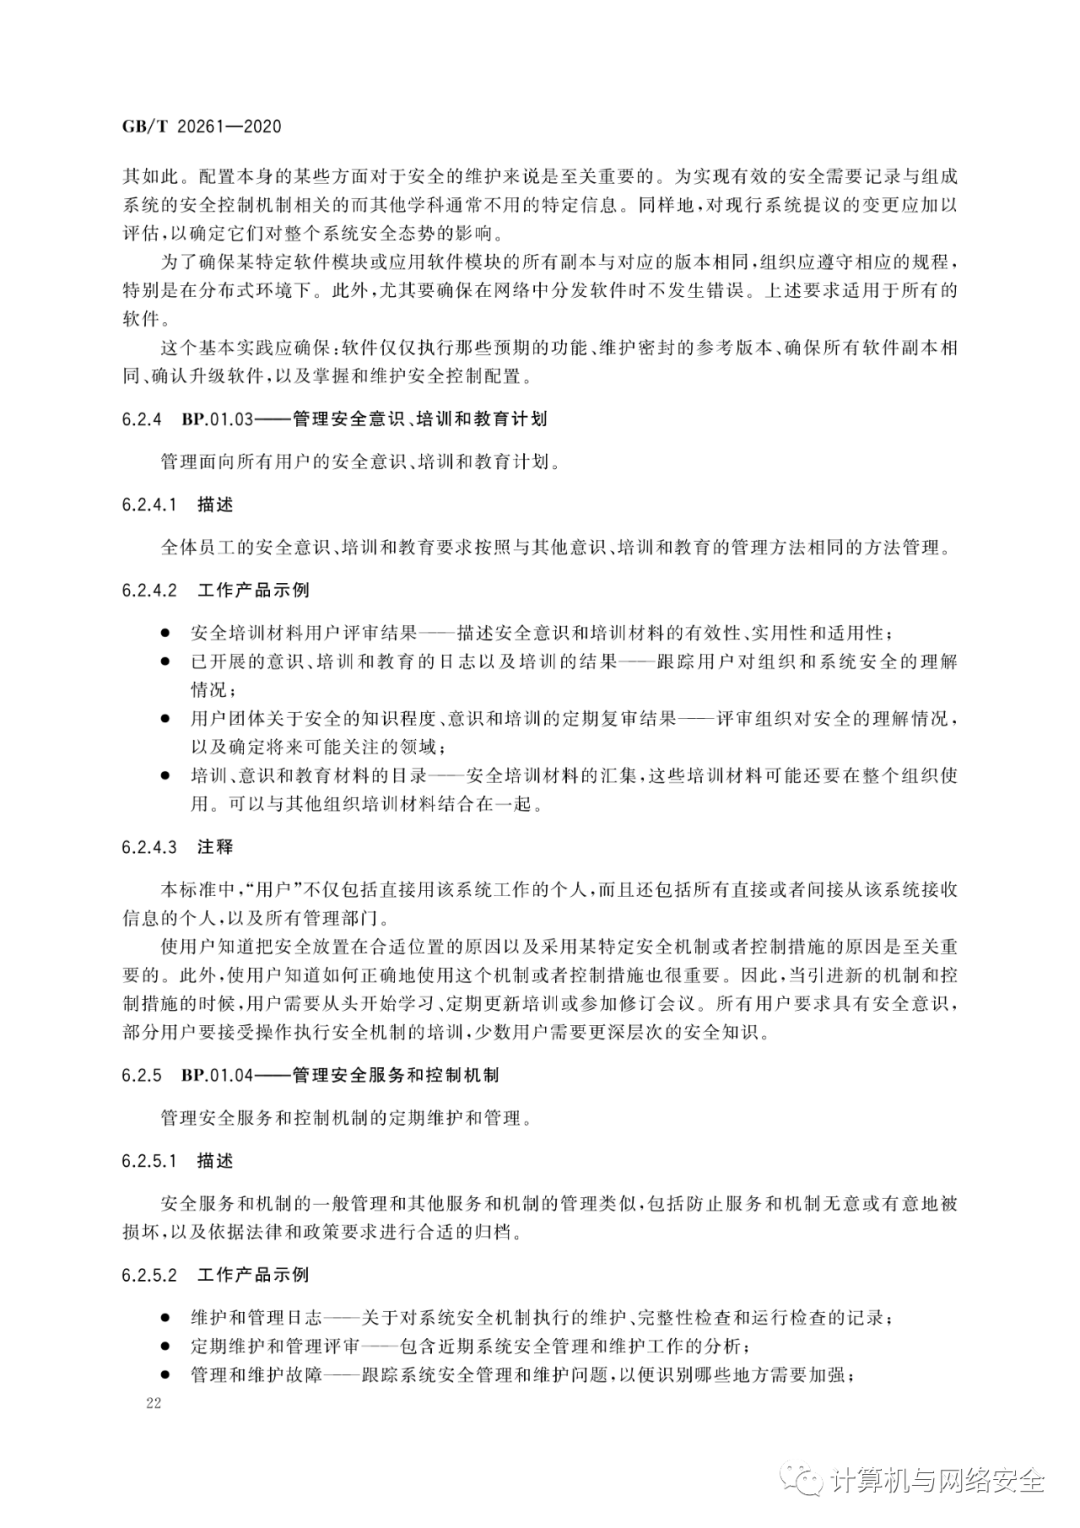 GB/T 20261—2020
其如此。配置本身的某些方面对于安全的维护来说是至关重要的。为实现有效的安全需要记录与组成
系统的安全控制机制相关的而其他学科通常不用的特定信息。同样地,对现行系统提议的变更应加以
评估,以确定它们对整个系统安全态势的影响。
为了确保某特定软件模块或应用软件模块的所有副本与对应的版本相同,组织应遵守相应的规程,
特别是在分布式环境下。此外,尤其要确保在网络中分发软件时不发生错误。上述要求适用于所有的
软件。
这个基本实践应确保:软件仅仅执行那些预期的功能、维护密封的参考版本、确保所有软件副本相
同、确认升级软件,以及掌握和维护安全控制配置。
6.2.4 BP.01.03——管理安全意识、培训和教育计划
管理面向所有用户的安全意识、培训和教育计划。
6.2.4.1 描述
全体员工的安全意识、培训和教育要求按照与其他意识、培训和教育的管理方法相同的方法管理。
6.2.4.2 工作产品示例
● 安全培训材料用户评审结果——描述安全意识和培训材料的有效性、实用性和适用性;
● 已开展的意识、培训和教育的日志以及培训的结果——跟踪用户对组织和系统安全的理解
情况;
● 用户团体关于安全的知识程度、意识和培训的定期复审结果——评审组织对安全的理解情况,
以及确定将来可能关注的领域;
● 培训、意识和教育材料的目录——安全培训材料的汇集,这些培训材料可能还要在整个组织使
用。可以与其他组织培训材料结合在一起。
6.2.4.3 注释
本标准中,“用户”不仅包括直接用该系统工作的个人,而且还包括所有直接或者间接从该系统接收
信息的个人,以及所有管理部门。
使用户知道把安全放置在合适位置的原因以及采用某特定安全机制或者控制措施的原因是至关重
要的。此外,使用户知道如何正确地使用这个机制或者控制措施也很重要。因此,当引进新的机制和控
制措施的时候,用户需要从头开始学习、定期更新培训或参加修订会议。所有用户要求具有安全意识,
部分用户要接受操作执行安全机制的培训,少数用户需要更深层次的安全知识。
6.2.5 BP.01.04——管理安全服务和控制机制
管理安全服务和控制机制的定期维护和管理。
6.2.5.1 描述
安全服务和机制的一般管理和其他服务和机制的管理类似,包括防止服务和机制无意或有意地被
损坏,以及依据法律和政策要求进行合适的归档。
6.2.5.2 工作产品示例
● 维护和管理日志——关于对系统安全机制执行的维护、完整性检查和运行检查的记录;
● 定期维护和管理评审——包含近期系统安全管理和维护工作的分析;
● 管理和维护故障——跟踪系统安全管理和维护问题,以便识别哪些地方需要加强;
22
计算机与网络安全